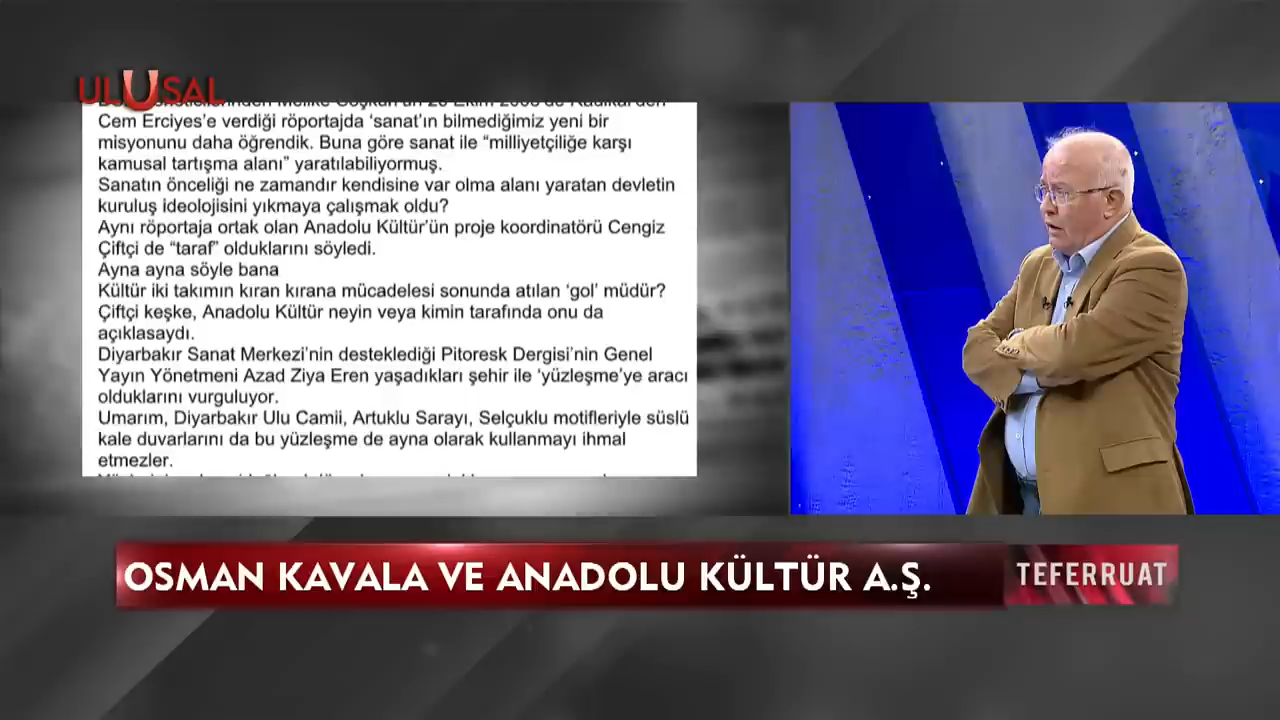 ULUSAL
Cem Erciyes'e verdiği röportajda 'sanat'ın bilmediğimiz yeni bir
misyonunu daha öğrendik. Buna göre sanat ile "milliyetçiliğe karşı
kamusal tartışma alanı" yaratılabiliyormuş.
Sanatın önceliği ne zamandır kendisine var olma alanı yaratan devletin
kuruluş ideolojisini yıkmaya çalışmak oldu?
Aynı röportaja ortak olan Anadolu Kültür'ün proje koordinatörü Cengiz
Çiftçi de "taraf" olduklarını söyledi.
Ayna ayna söyle bana
Kültür iki takımın kıran kırana mücadelesi sonunda atılan 'gol' müdür?
Çiftçi keşke, Anadolu Kültür neyin veya kimin tarafında onu da
açıklasaydı.
Diyarbakır Sanat Merkezi'nin desteklediği Pitoresk Dergisi'nin Genel
Yayın Yönetmeni Azad Ziya Eren yaşadıkları şehir ile 'yüzleşme'ye aracı
olduklarını vurguluyor.
Umarım, Diyarbakır Ulu Camii, Artuklu Sarayı, Selçuklu motifleriyle süslü
kale duvarlarını da bu yüzleşme de ayna olarak kullanmayı ihmal
etmezler.
OSMAN KAVALA VE ANADOLU KÜLTÜR A.Ş.
TEFERRUAT